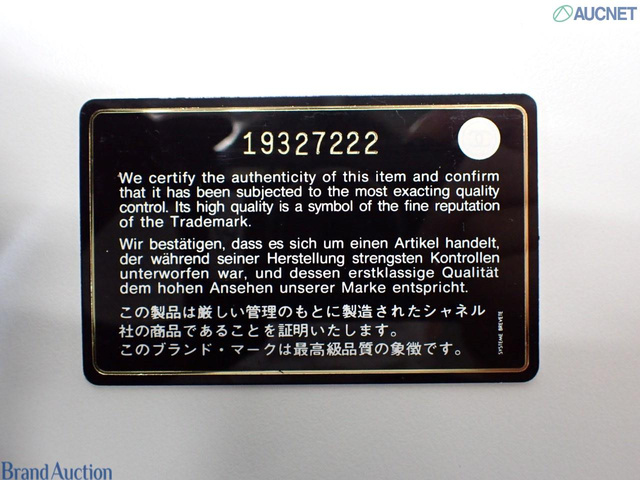 AUCNET
19327222
We certify the authenticity of this item and confirm
that it has been subjected to the most exacting quality
control. Its high quality is a symbol of the fine reputation
of the Trademark.
Wir bestätigen, dass es sich um einen Artikel handelt,
der während seiner Herstellung strengsten Kontrollen
unterworfen war, und dessen erstklassige Qualität
dem hohen Ansehen unserer Marke entspricht.
この製品は厳しい管理のもとに製造されたシャネル
社の商品であることを証明いたします。
このブランド・マークは最高級品質の象徴です。
SYSTEME BREVETE
Brand Auction